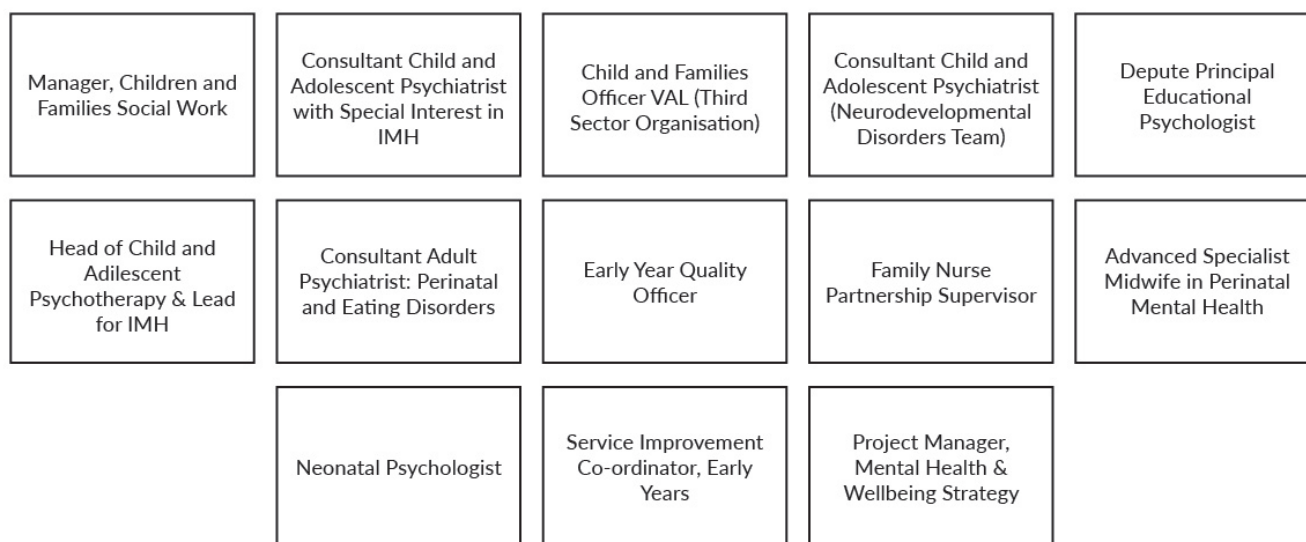 Manager, Children and
Families Social Work
Consultant Child and
Adolescent Psychiatrist
with Special Interest in
IMH
Child and Families
Officer VAL (Third
Sector Organisation)
Consultant Child and
Adolescent Psychiatrist
(Neurodevelopmental
Disorders Team)
Depute Principal
Educational
Psychologist
Head of Child and
Adilescent
Psychotherapy & Lead
for IMH
Consultant Adult
Psychiatrist: Perinatal
and Eating Disorders
Early Year Quality
Officer
Family Nurse
Partnership Supervisor
Advanced Specialist
Midwife in Perinatal
Mental Health
Neonatal Psychologist
Service Improvement
Co-ordinator, Early
Years
Project Manager,
Mental Health &
Wellbeing Strategy